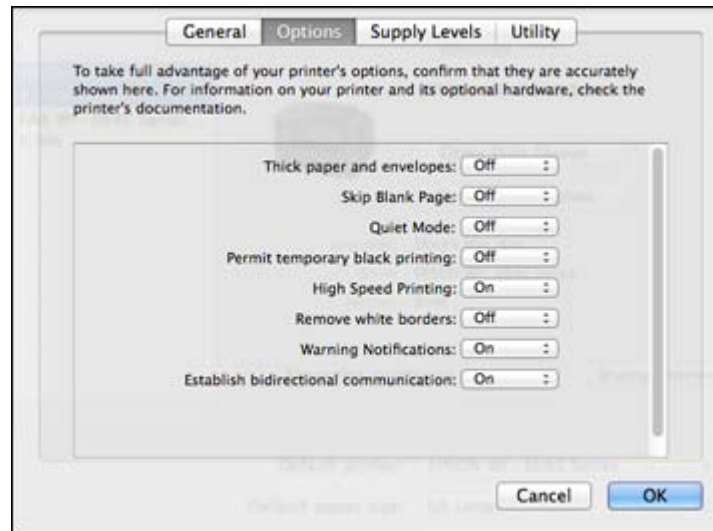 General Options Supply Levels Utility
To take full advantage of your printer's options, confirm that they are accurately
shown here. For information on your printer and its optional hardware, check the
printer's documentation.
Thick paper and envelopes: Off
Skip Blank Page: Off
Quiet Mode: Off
Permit temporary black printing: Off
High Speed Printing: On
Remove white borders: Off
Warning Notifications: On
Establish bidirectional communication: On
Cancel OK